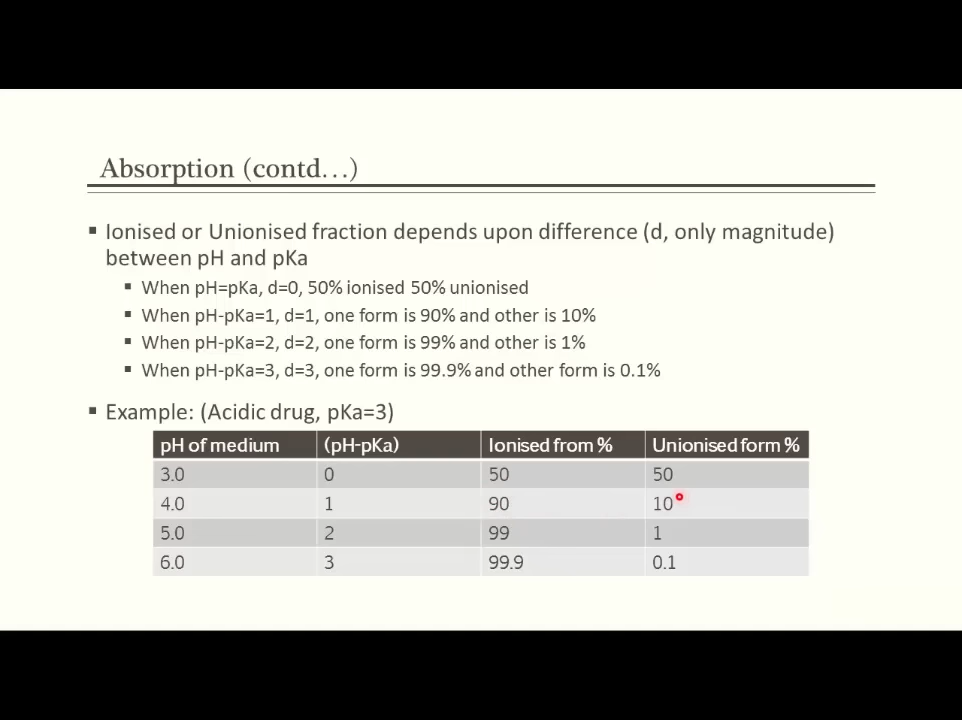 Absorption (contd…)
▪ Ionised or Unionised fraction depends upon difference (d, only magnitude)
between pH and pKa
▪ When pH=pKa, d=0, 50% ionised 50% unionised
▪ When pH-pKa=1, d=1, one form is 90% and other is 10%
▪ When pH-pKa=2, d=2, one form is 99% and other is 1%
▪ When pH-pKa=3, d=3, one form is 99.9% and other form is 0.1%
▪ Example: (Acidic drug, pKa=3)
pH of medium (pH-pKa) Ionised from % Unionised form %
3.0 0 50 50
4.0 1 90 10
5.0 2 99 1
6.0 3 99.9 0.1